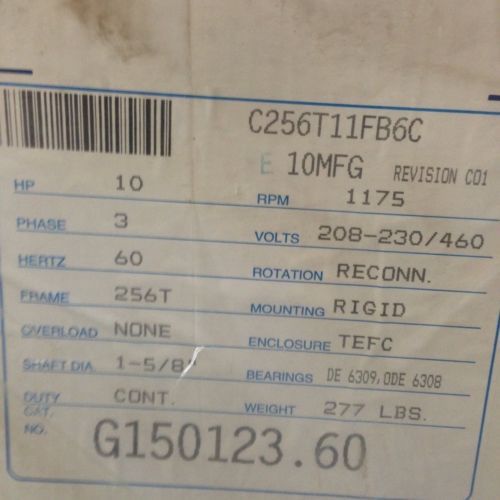 C256T11FB6C
E 10MFG REVISION C01
HP 10 RPM 1175
PHASE 3 VOLTS 208-230/460
HERTZ 60 ROTATION RECONN.
FRAME 256T MOUNTING RIGID
OVERLOAD NONE ENCLOSURE TEFC
SHAFT DIA. 1-5/8" BEARINGS DE 6309,ODE 6308
DUTY CONT. WEIGHT 277 LBS.
CAT.
NO. G150123.60